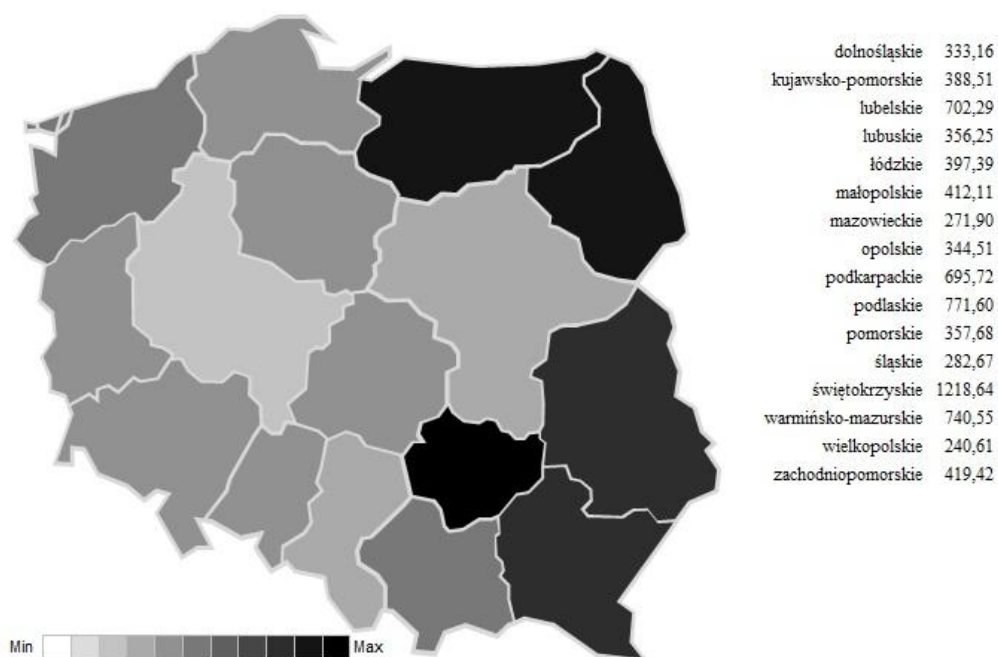 dolnośląskie 333,16
kujawsko-pomorskie 388,51
lubelskie 702,29
lubuskie 356,25
łódzkie 397,39
małopolskie 412,11
mazowieckie 271,90
opolskie 344,51
podkarpackie 695,72
podlaskie 771,60
pomorskie 357,68
śląskie 282,67
świętokrzyskie 1218,64
warmińsko-mazurskie 740,55
wielkopolskie 240,61
zachodniopomorskie 419,42
Min Max